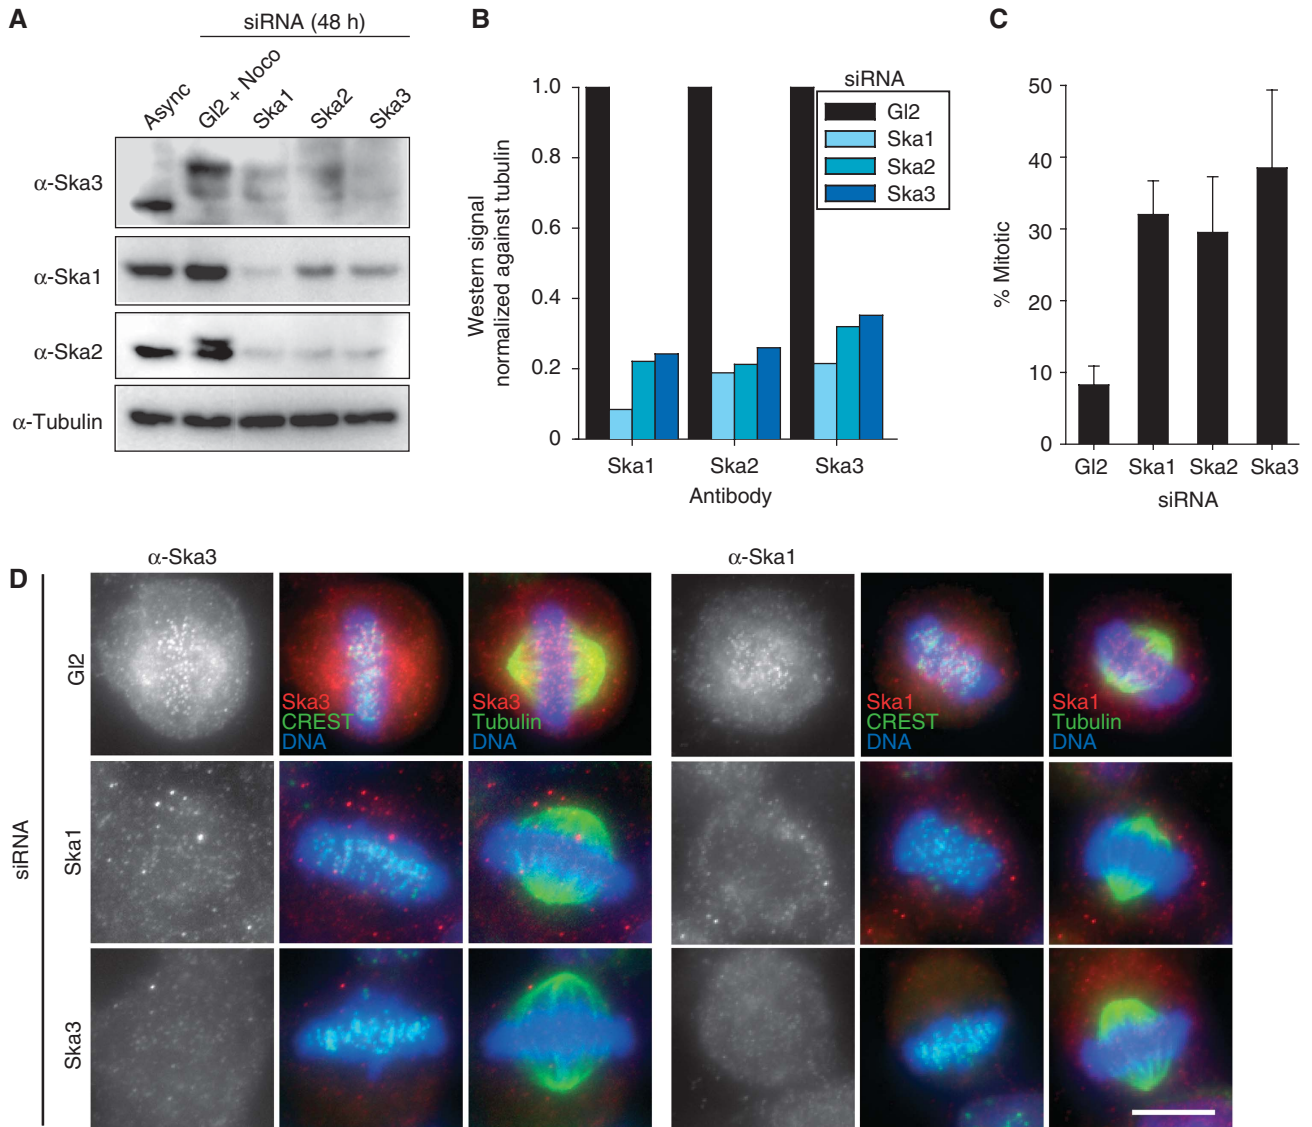 A
siRNA (48 h)
Async
Gl2 + Noco
Ska1
Ska2
Ska3
α-Ska3
α-Ska1
α-Ska2
α-Tubulin
B
Western signal
normalized against tubulin
1.0
0.8
0.6
0.4
0.2
0
siRNA
Gl2
Ska1
Ska2
Ska3
Ska1
Ska2
Ska3
Antibody
C
% Mitotic
50
40
30
20
10
0
Gl2
Ska1
Ska2
Ska3
siRNA
D
α-Ska3
α-Ska1
siRNA
Gl2
Ska3
CREST
DNA
Ska3
Tubulin
DNA
Ska1
CREST
DNA
Ska1
Tubulin
DNA
Ska1
Ska3